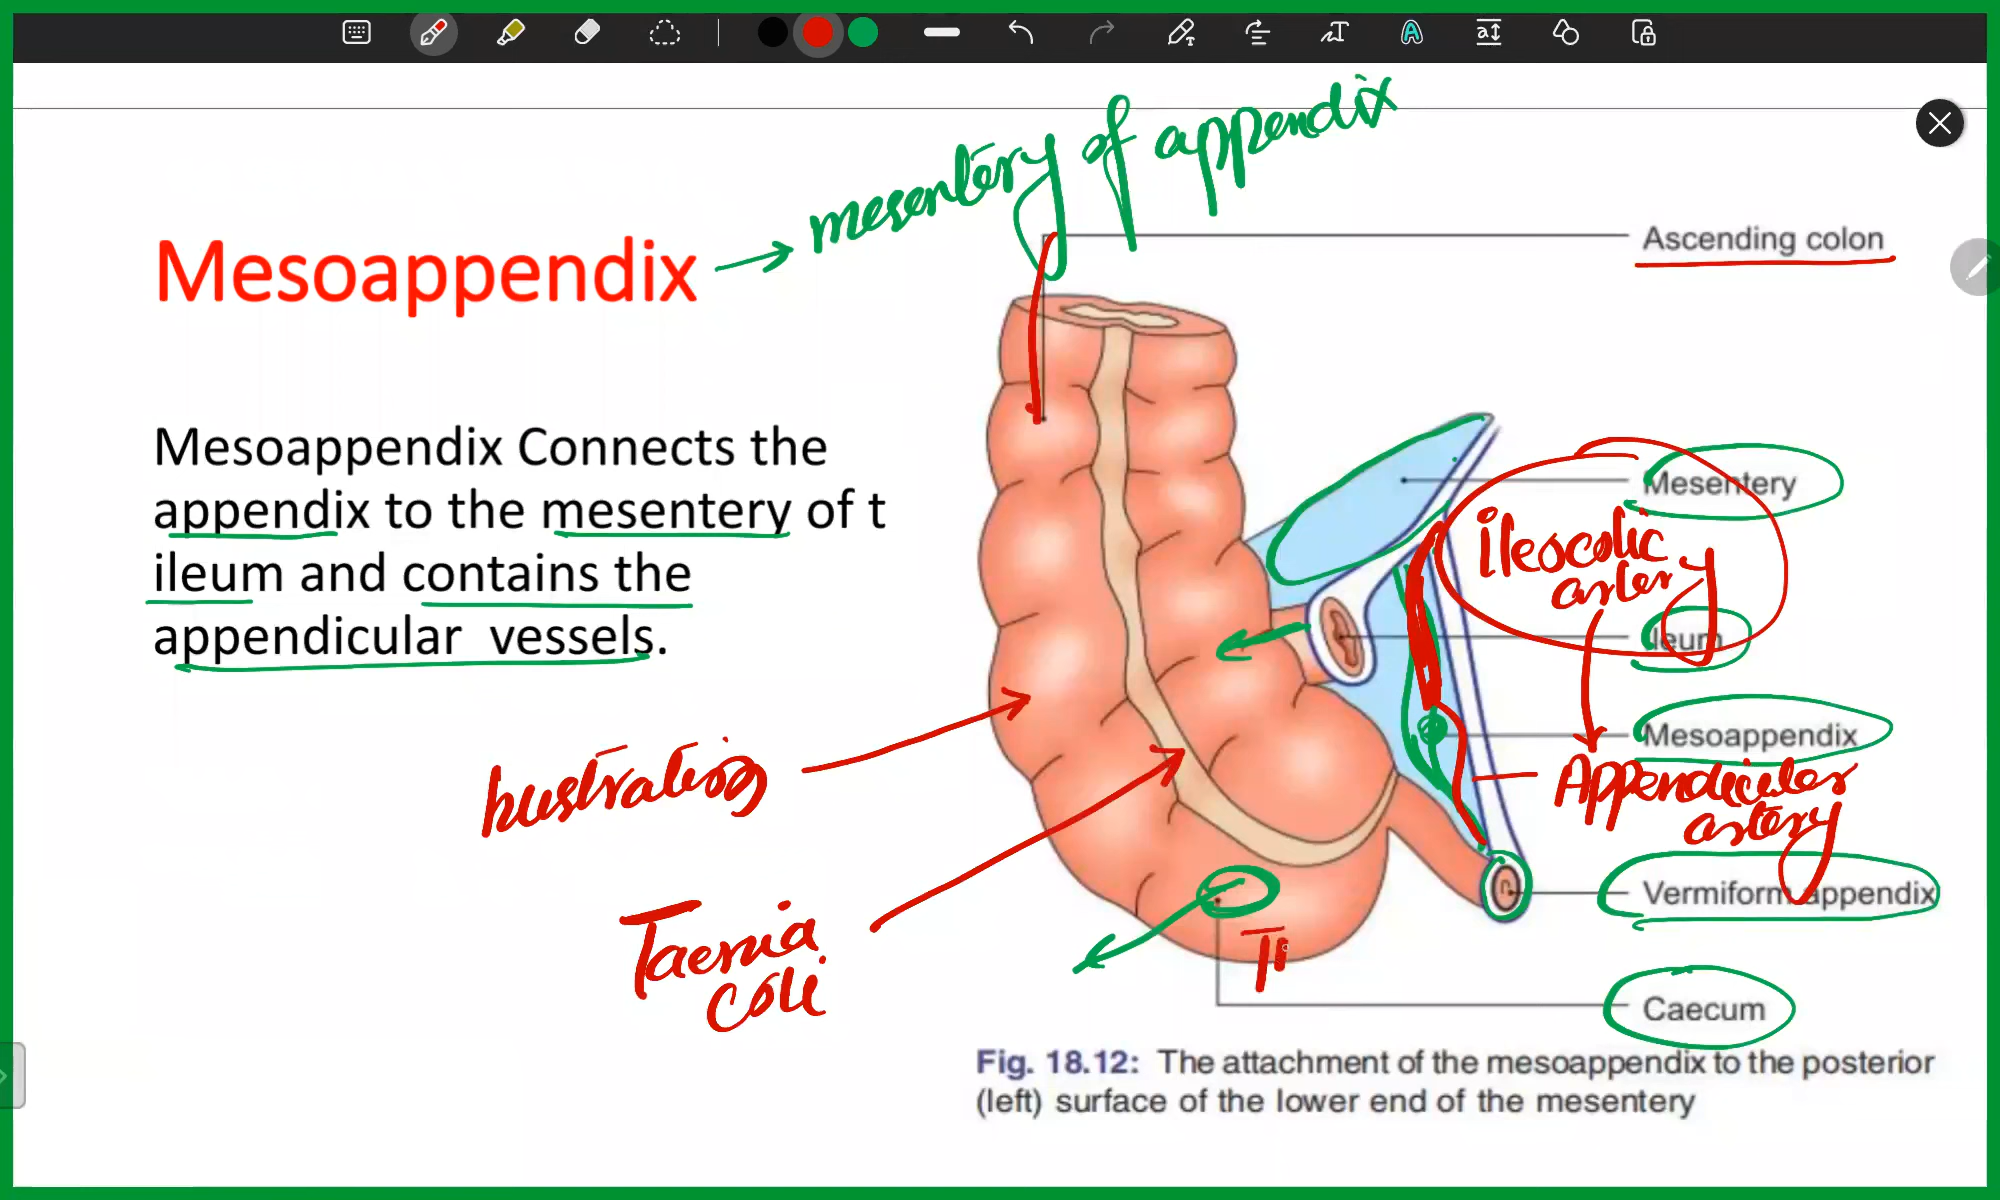 mesentery of appendix
Mesoappendix
Ascending colon
Mesoappendix Connects the
appendix to the mesentery of t
ileum and contains the
appendicular vessels.
Mesentery
Ileocolic
artery
Ileum
Mesoappendix
Appendicular
artery
hustration
Taenia
coli
Vermiform appendix
Caecum
Fig. 18.12: The attachment of the mesoappendix to the posterior
(left) surface of the lower end of the mesentery